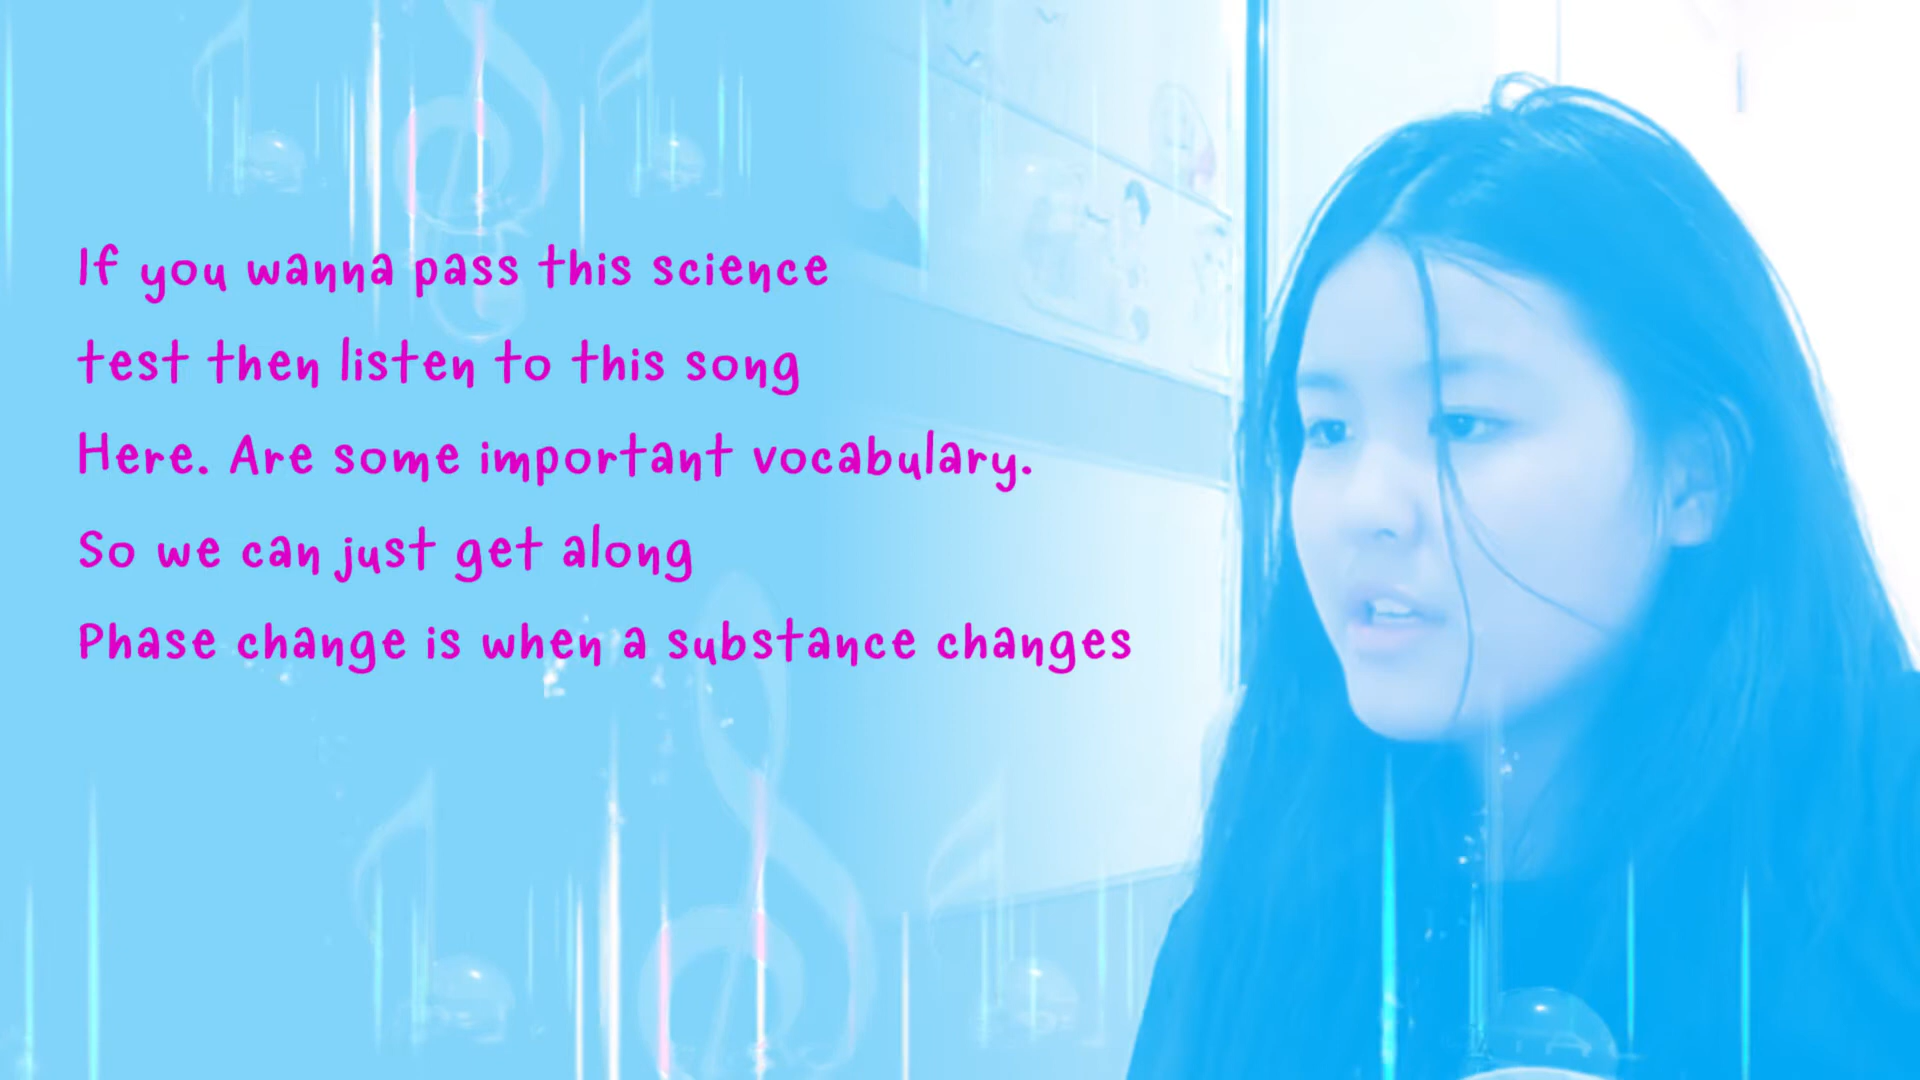 If you wanna pass this science
test then listen to this song
Here. Are some important vocabulary.
So we can just get along
Phase change is when a substance changes